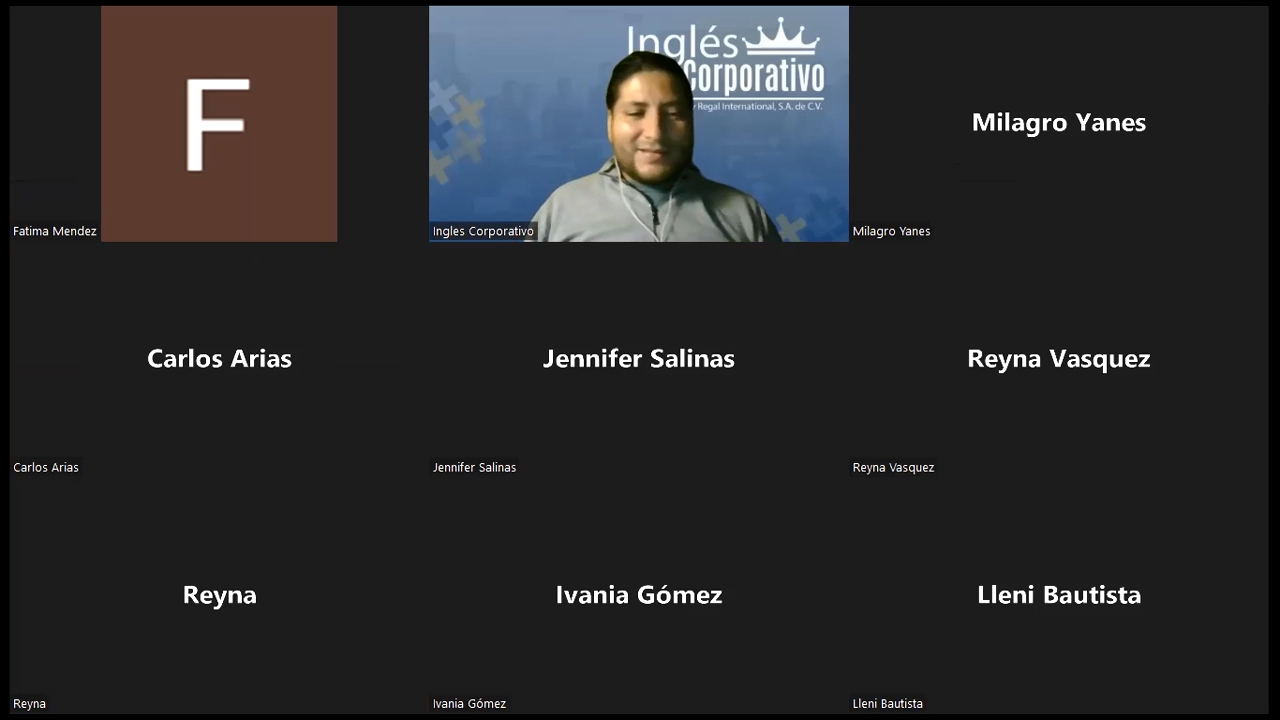 F
Fatima Mendez
Inglés
Corporativo
y Regal International, S.A. de C.V.
Ingles Corporativo
Milagro Yanes
Milagro Yanes
Carlos Arias
Carlos Arias
Jennifer Salinas
Jennifer Salinas
Reyna Vasquez
Reyna Vasquez
Reyna
Reyna
Ivania Gómez
Ivania Gómez
Lleni Bautista
Lleni Bautista